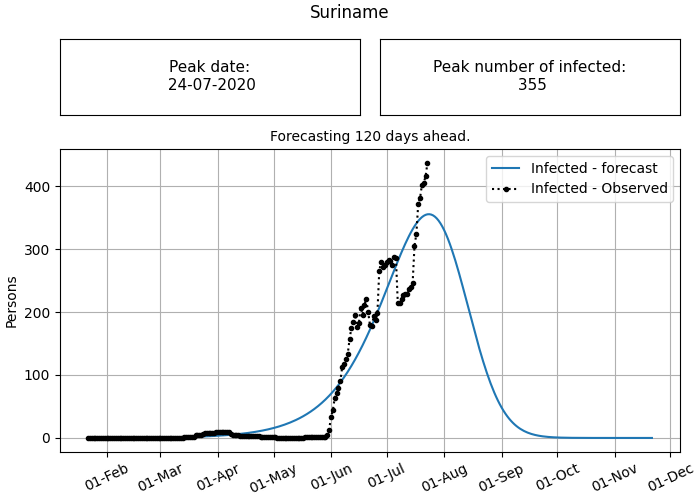 Suriname
Peak date:
24-07-2020
Peak number of infected:
355
Forecasting 120 days ahead.
Infected - forecast
Infected - Observed
Persons
400
300
200
100
0
01-Feb
01-Mar
01-Apr
01-May
01-Jun
01-Jul
01-Aug
01-Sep
01-Oct
01-Nov
01-Dec